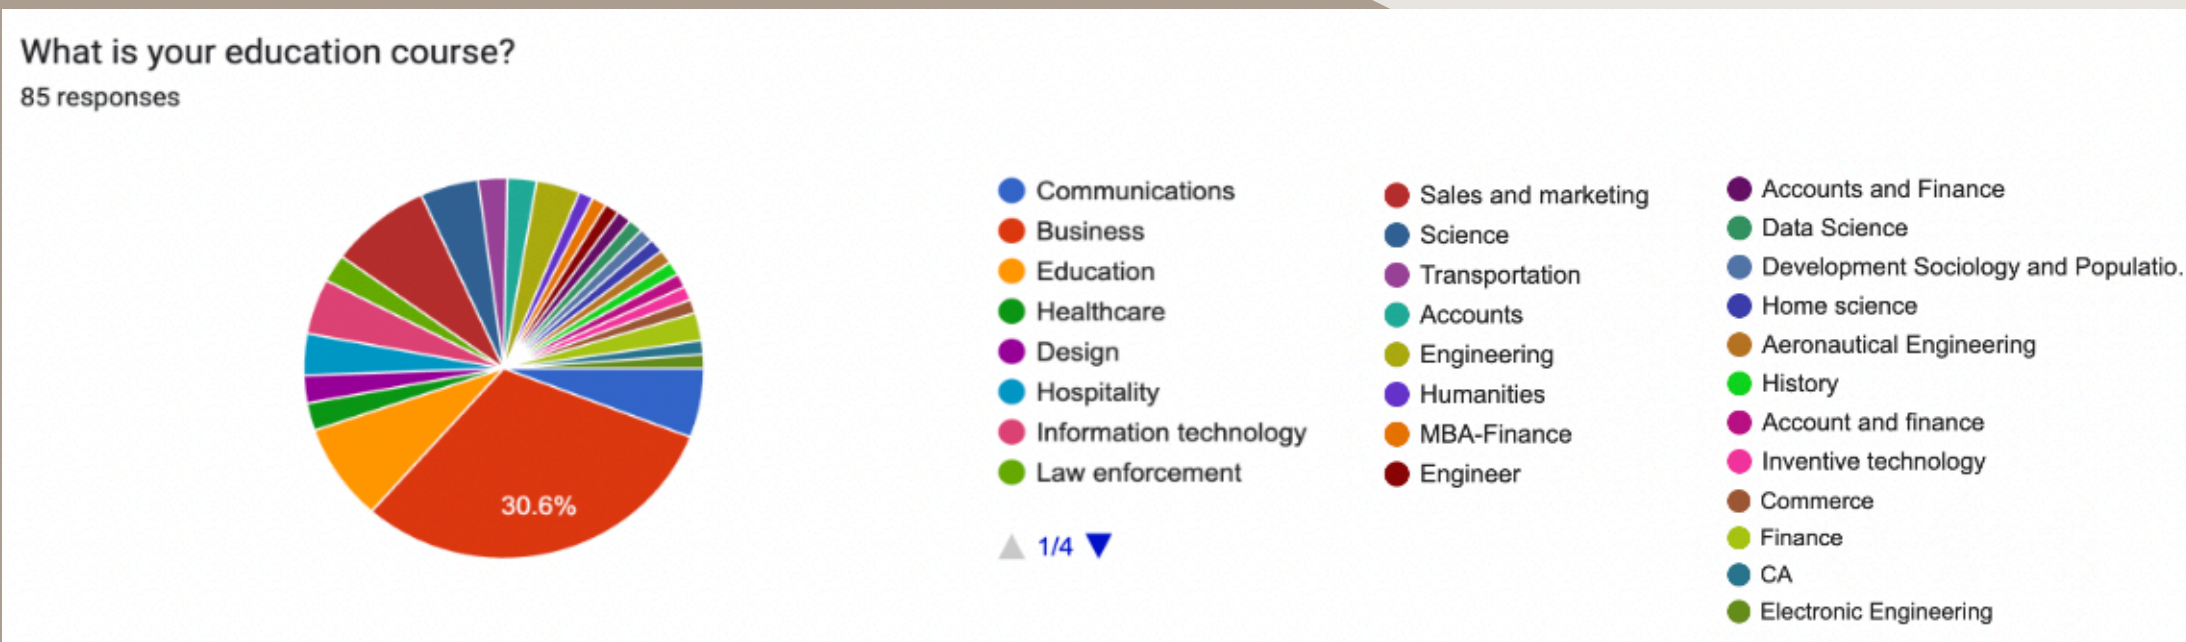 What is your education course?
85 responses
30.6%
Communications
Business
Education
Healthcare
Design
Hospitality
Information technology
Law enforcement
1/4
Sales and marketing
Science
Transportation
Accounts
Engineering
Humanities
MBA-Finance
Engineer
Accounts and Finance
Data Science
Development Sociology and Populatio.
Home science
Aeronautical Engineering
History
Account and finance
Inventive technology
Commerce
Finance
CA
Electronic Engineering